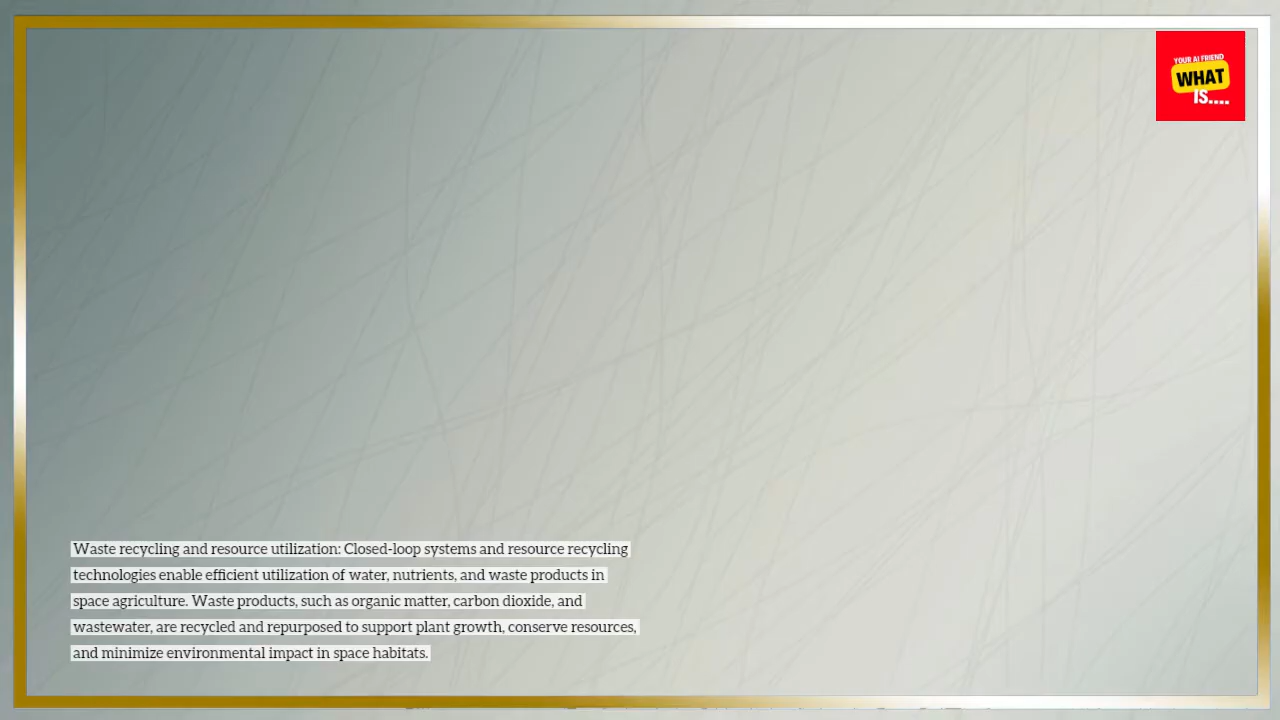 YOUR AI FRIEND
WHAT
IS....
Waste recycling and resource utilization: Closed-loop systems and resource recycling
technologies enable efficient utilization of water, nutrients, and waste products in
space agriculture. Waste products, such as organic matter, carbon dioxide, and
wastewater, are recycled and repurposed to support plant growth, conserve resources,
and minimize environmental impact in space habitats.